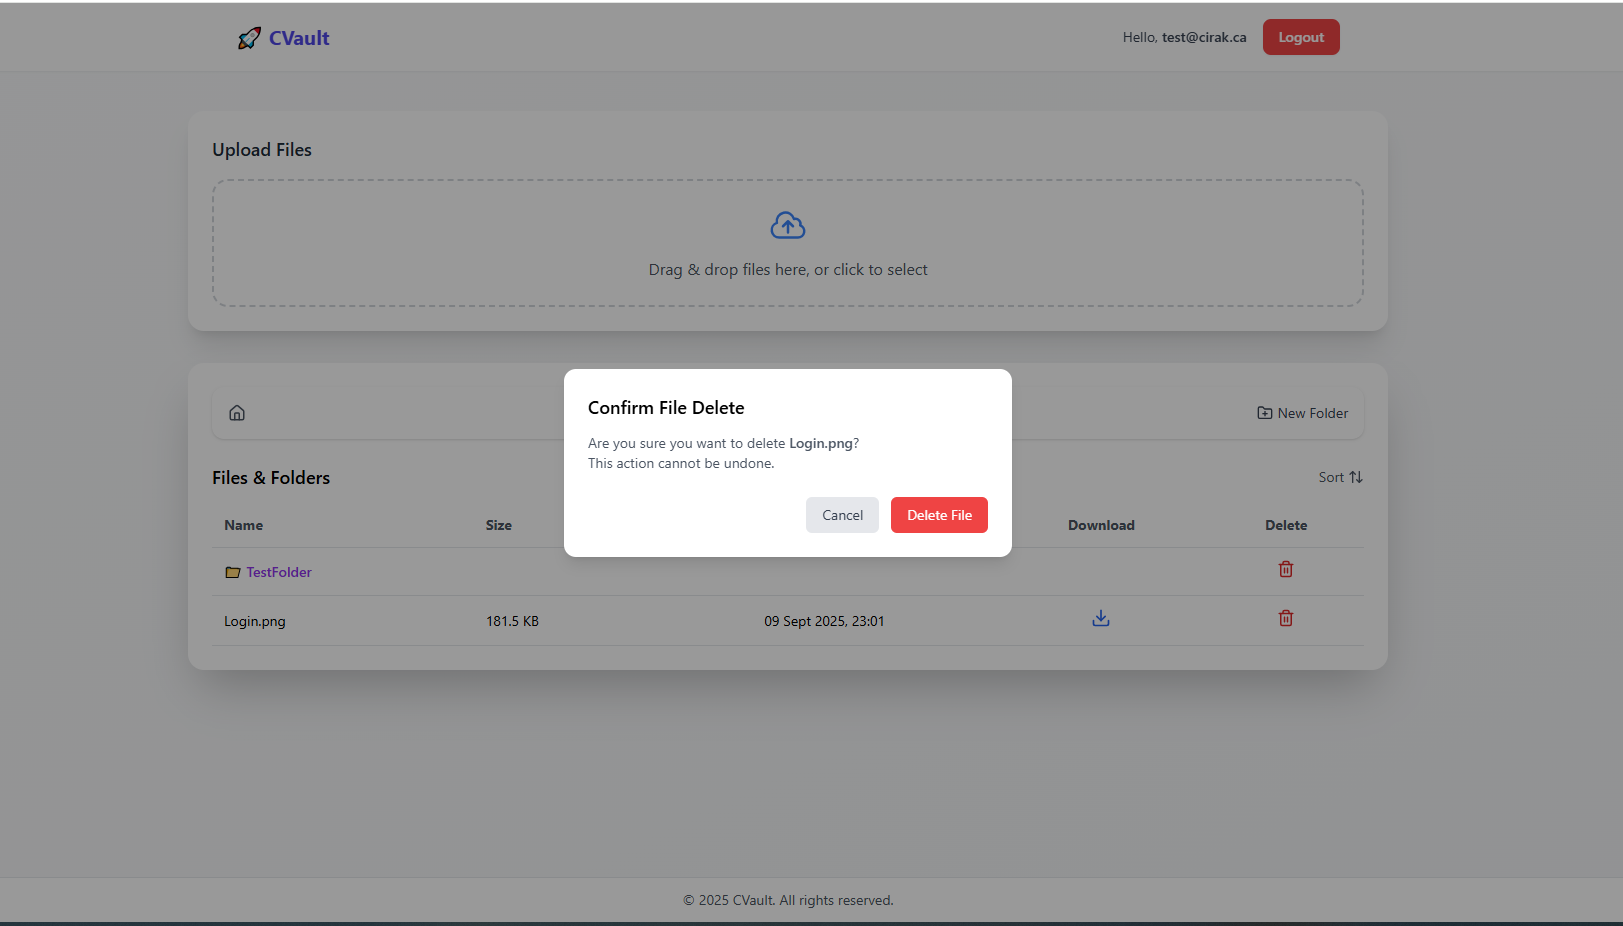 CVault
Hello, test@cirak.ca
Logout
Upload Files
Drag & drop files here, or click to select
New Folder
Confirm File Delete
Are you sure you want to delete Login.png?
This action cannot be undone.
Cancel
Delete File
Files & Folders
Sort
Name
Size
Download
Delete
TestFolder
Login.png
181.5 KB
09 Sept 2025, 23:01
© 2025 CVault. All rights reserved.